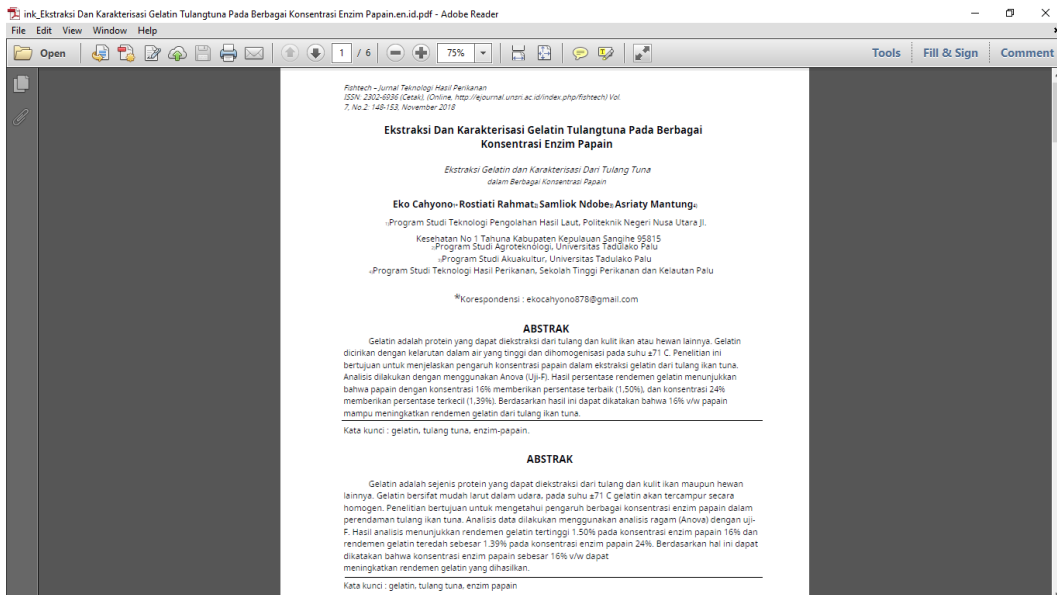 ink_Ekstraksi Dan Karakterisasi Gelatin Tulangtuna Pada Berbagai Konsentrasi Enzim Papain.en.id.pdf - Adobe Reader
File Edit View Window Help
Open 1 / 6 75% Tools Fill & Sign Comment
Fishtech – Jurnal Teknologi Hasil Perikanan
ISSN: 2302-6936 (Cetak), (Online, http://ejournal.unsri.ac.id/index.php/fishtech) Vol.
7, No.2: 148-153, November 2018
Ekstraksi Dan Karakterisasi Gelatin Tulangtuna Pada Berbagai
Konsentrasi Enzim Papain
Ekstraksi Gelatin dan Karakterisasi Dari Tulang Tuna
dalam Berbagai Konsentrasi Papain
Eko Cahyono1)* Rostiati Rahmat2) Samliok Ndobe3) Asriaty Mantung4)
1)Program Studi Teknologi Pengolahan Hasil Laut, Politeknik Negeri Nusa Utara Jl.
Kesehatan No 1 Tahuna Kabupaten Kepulauan Sangihe 95815
2)Program Studi Agroteknologi, Universitas Tadulako Palu
3)Program Studi Akuakultur, Universitas Tadulako Palu
4)Program Studi Teknologi Hasil Perikanan, Sekolah Tinggi Perikanan dan Kelautan Palu
*Korespondensi : ekocahyono878@gmail.com
ABSTRAK
Gelatin adalah protein yang dapat diekstraksi dari tulang dan kulit ikan atau hewan lainnya. Gelatin
dicirikan dengan kelarutan dalam air yang tinggi dan dihomogenisasi pada suhu ±71 C. Penelitian ini
bertujuan untuk menjelaskan pengaruh konsentrasi papain dalam ekstraksi gelatin dari tulang ikan tuna.
Analisis dilakukan dengan menggunakan Anova (Uji-F). Hasil persentase rendemen gelatin menunjukkan
bahwa papain dengan konsentrasi 16% memberikan persentase terbaik (1,50%), dan konsentrasi 24%
memberikan persentase terkecil (1,39%). Berdasarkan hasil ini dapat dikatakan bahwa 16% v/w papain
mampu meningkatkan rendemen gelatin dari tulang ikan tuna.
Kata kunci : gelatin, tulang tuna, enzim-papain.
ABSTRAK
Gelatin adalah sejenis protein yang dapat diekstraksi dari tulang dan kulit ikan maupun hewan
lainnya. Gelatin bersifat mudah larut dalam udara, pada suhu ±71 C gelatin akan tercampur secara
homogen. Penelitian bertujuan untuk mengetahui pengaruh berbagai konsentrasi enzim papain dalam
perendaman tulang ikan tuna. Analisis data dilakukan menggunakan analisis ragam (Anova) dengan uji-
F. Hasil analisis menunjukkan rendemen gelatin tertinggi 1.50% pada konsentrasi enzim papain 16% dan
rendemen gelatin teredah sebesar 1.39% pada konsentrasi enzim papain 24%. Berdasarkan hal ini dapat
dikatakan bahwa konsentrasi enzim papain sebesar 16% v/w dapat
meningkatkan rendemen gelatin yang dihasilkan.
Kata kunci : gelatin, tulang tuna, enzim papain